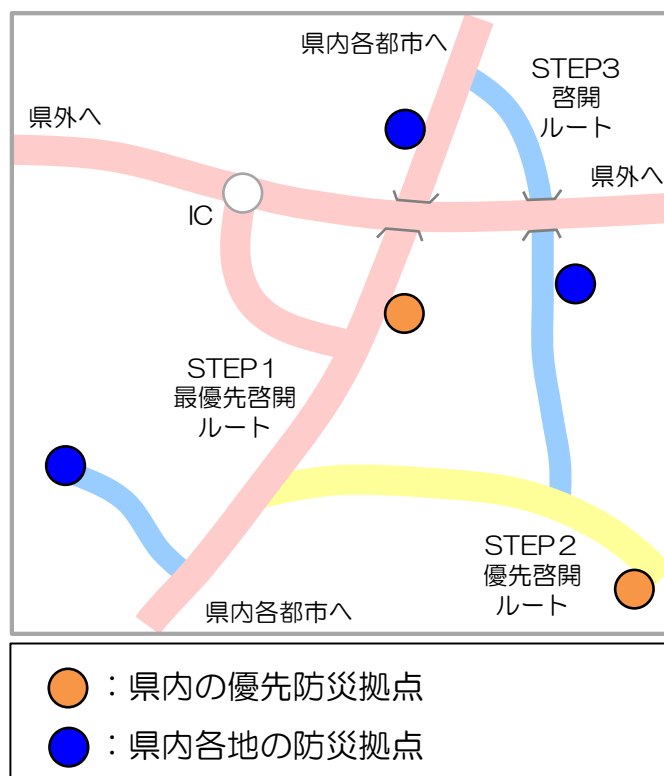 県内各都市へ
STEP3
啓開
ルート
県外へ
県外へ
IC
STEP1
最優先啓開
ルート
STEP2
優先啓開
ルート
県内各都市へ
：県内の優先防災拠点
：県内各地の防災拠点